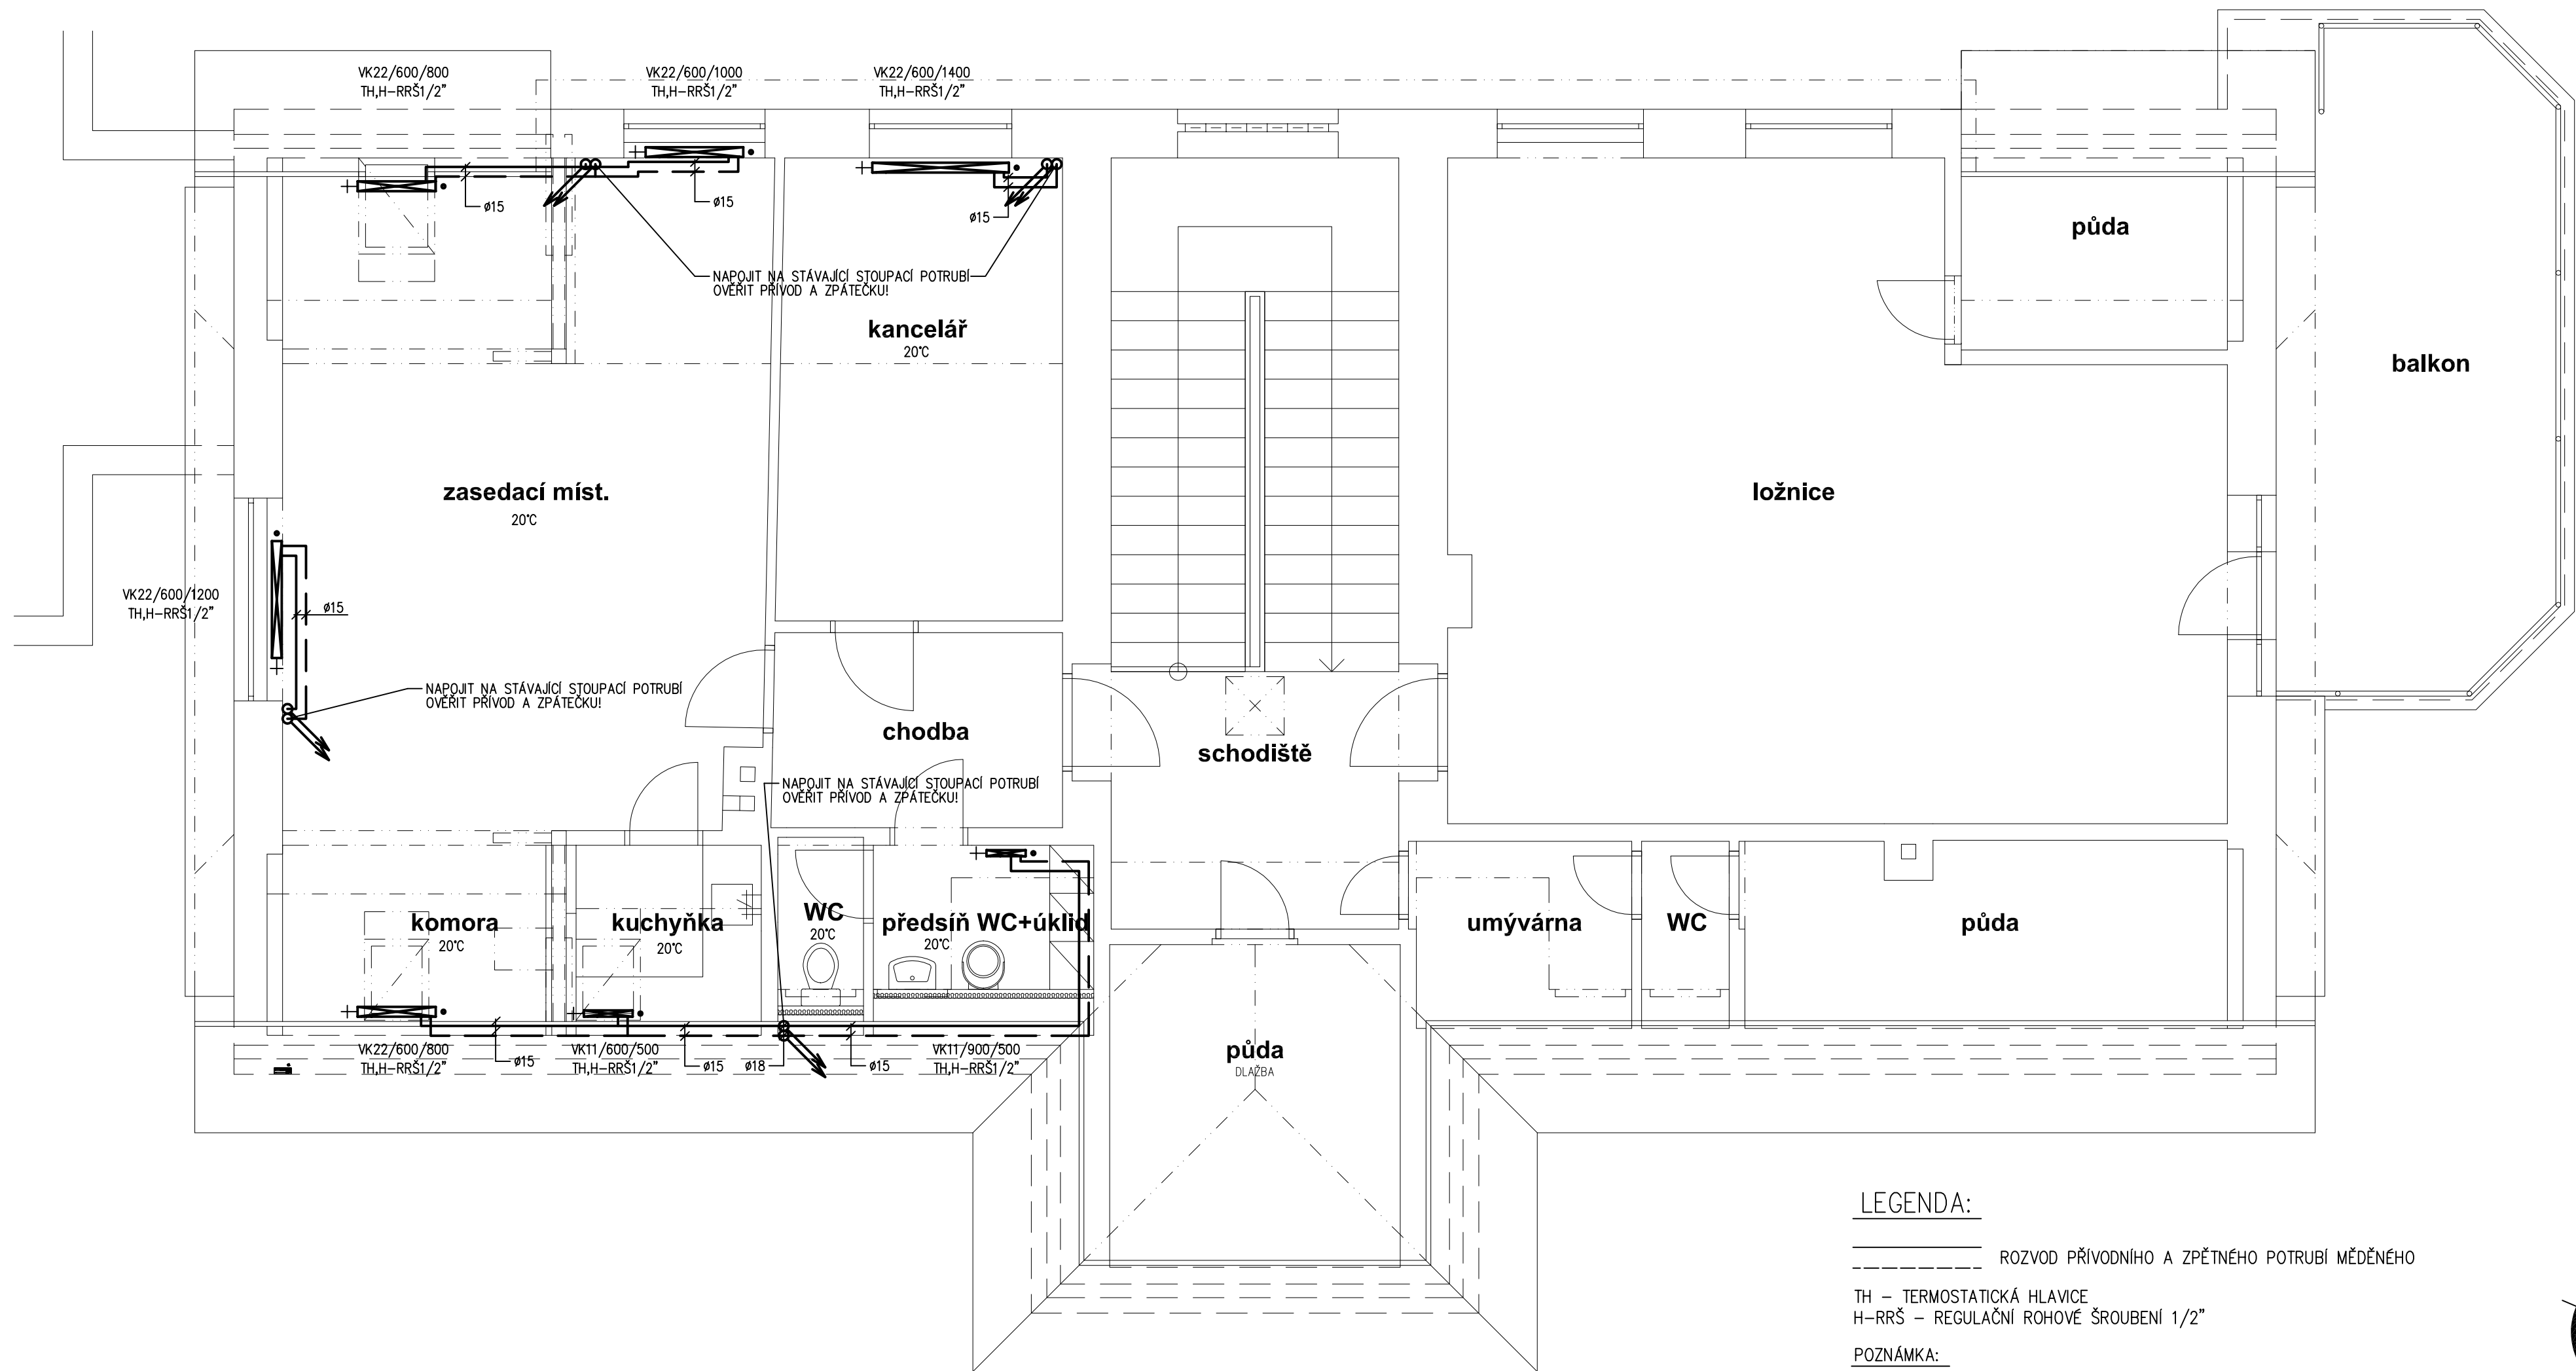 VK22/600/800
TH,H-RRŠ1/2"
VK22/600/1000
TH,H-RRŠ1/2"
VK22/600/1400
TH,H-RRŠ1/2"
ø15
ø15
ø15
půda
NAPOJIT NA STÁVAJÍCÍ STOUPACÍ POTRUBÍ
OVĚŘIT PŘÍVOD A ZPÁTEČKU!
kancelář
20°C
balkon
zasedací míst.
20°C
ložnice
VK22/600/1200
TH,H-RRŠ1/2"
ø15
NAPOJIT NA STÁVAJÍCÍ STOUPACÍ POTRUBÍ
OVĚŘIT PŘÍVOD A ZPÁTEČKU!
chodba
schodiště
NAPOJIT NA STÁVAJÍCÍ STOUPACÍ POTRUBÍ
OVĚŘIT PŘÍVOD A ZPÁTEČKU!
komora
20°C
kuchyňka
20°C
WC
20°C
předsíň WC+úklid
20°C
umývárna
WC
půda
VK22/600/800
TH,H-RRŠ1/2"
ø15
VK11/600/500
TH,H-RRŠ1/2"
ø15
ø18
ø15
VK11/900/500
TH,H-RRŠ1/2"
půda
DLAŽBA
LEGENDA:
ROZVOD PŘÍVODNÍHO A ZPĚTNÉHO POTRUBÍ MĚDĚNÉHO
TH - TERMOSTATICKÁ HLAVICE
H-RRŠ - REGULAČNÍ ROHOVÉ ŠROUBENÍ 1/2"
POZNÁMKA: